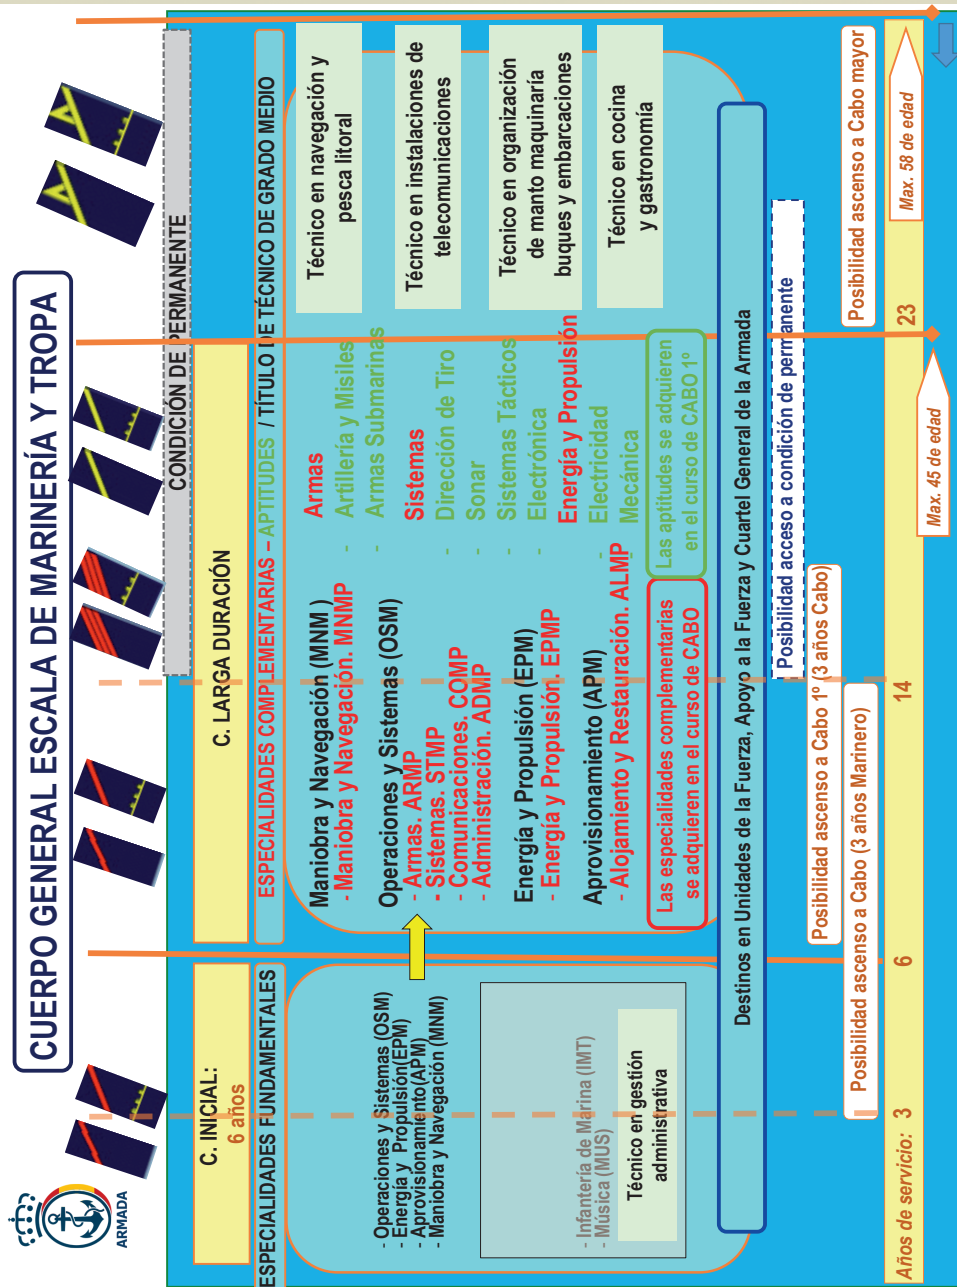 CUERPO GENERAL ESCALA DE MARINERÍA Y TROPA
ARMADA
CONDICIÓN DE PERMANENTE
C. INICIAL:
6 años
C. LARGA DURACIÓN
ESPECIALIDADES FUNDAMENTALES
ESPECIALIDADES COMPLEMENTARIAS – APTITUDES / TÍTULO DE TÉCNICO DE GRADO MEDIO
- Operaciones y Sistemas (OSM)
- Energía y Propulsión(EPM)
- Aprovisionamiento(APM)
- Maniobra y Navegación (MNM)
- Infantería de Marina (IMT)
- Música (MUS)
Técnico en gestión
administrativa
Maniobra y Navegación (MNM )
- Maniobra y Navegación. MNMP
Operaciones y Sistemas (OSM)
- Armas. ARMP
- Sistemas. STMP
- Comunicaciones. COMP
- Administración. ADMP
Energía y Propulsión (EPM)
- Energía y Propulsión. EPMP
Aprovisionamiento (APM)
- Alojamiento y Restauración. ALMP
Las especialidades complementarias
se adquieren en el curso de CABO
Armas
- Artillería y Misiles
- Armas Submarinas
Sistemas
- Dirección de Tiro
- Sonar
- Sistemas Tácticos
- Electrónica
Energía y Propulsión
- Electricidad
- Mecánica
Las aptitudes se adquieren
en el curso de CABO 1º
Técnico en navegación y
pesca litoral
Técnico en instalaciones de
telecomunicaciones
Técnico en organización
de manto maquinaría
buques y embarcaciones
Técnico en cocina
y gastronomía
Destinos en Unidades de la Fuerza, Apoyo a la Fuerza y Cuartel General de la Armada
Posibilidad acceso a condición de permanente
Posibilidad ascenso a Cabo 1º (3 años Cabo)
Posibilidad ascenso a Cabo (3 años Marinero)
Posibilidad ascenso a Cabo mayor
Años de servicio: 3 6 14 23
Max. 58 de edad
Max. 45 de edad